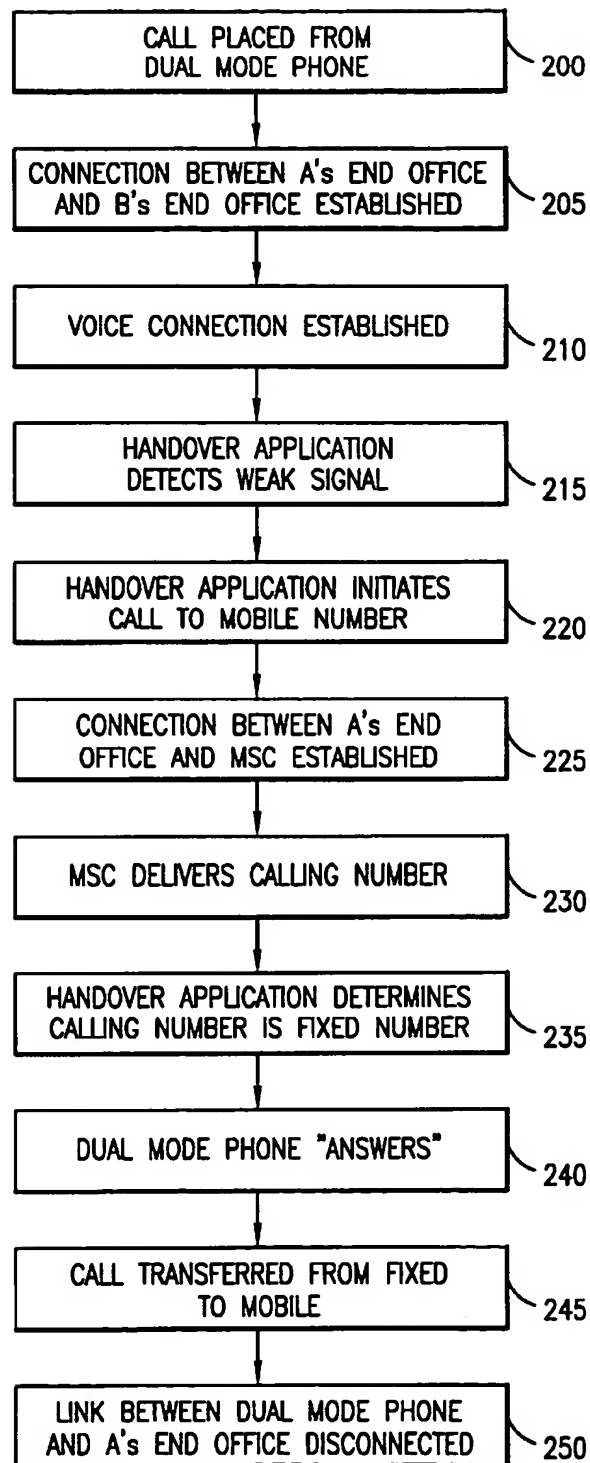 CALL PLACED FROM
DUAL MODE PHONE
200
CONNECTION BETWEEN A's END OFFICE
AND B's END OFFICE ESTABLISHED
205
VOICE CONNECTION ESTABLISHED
210
HANDOVER APPLICATION
DETECTS WEAK SIGNAL
215
HANDOVER APPLICATION INITIATES
CALL TO MOBILE NUMBER
220
CONNECTION BETWEEN A's END
OFFICE AND MSC ESTABLISHED
225
MSC DELIVERS CALLING NUMBER
230
HANDOVER APPLICATION DETERMINES
CALLING NUMBER IS FIXED NUMBER
235
DUAL MODE PHONE "ANSWERS"
240
CALL TRANSFERRED FROM FIXED
TO MOBILE
245
LINK BETWEEN DUAL MODE PHONE
AND A's END OFFICE DISCONNECTED
250